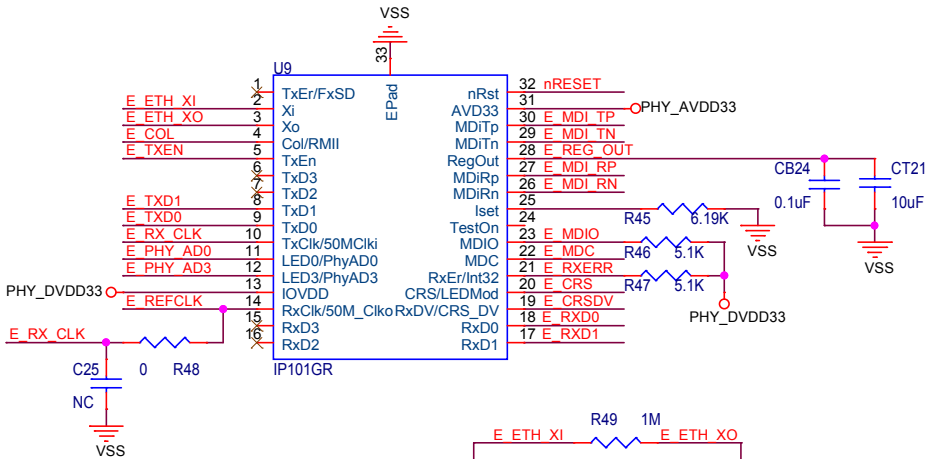 VSS
33
U9
EPad
1 TxEr/FxSD nRst 32 nRESET
E_ETH_XI 2 Xi AVD33 31 PHY_AVDD33
E_ETH_XO 3 Xo MDiTp 30 E_MDI_TP
E_COL 4 Col/RMII MDiTn 29 E_MDI_TN
E_TXEN 5 TxEn RegOut 28 E_REG_OUT
6 TxD3 MDiRp 27 E_MDI_RP
7 TxD2 MDiRn 26 E_MDI_RN
E_TXD1 8 TxD1 Iset 25
E_TXD0 9 TxD0 TestOn 24
E_RX_CLK 10 TxClk/50MClki MDIO 23 E_MDIO
E_PHY_AD0 11 LED0/PhyAD0 MDC 22 E_MDC
E_PHY_AD3 12 LED3/PhyAD3 RxEr/Int32 21 E_RXERR
PHY_DVDD33 13 IOVDD CRS/LEDMod 20 E_CRS
E_REFCLK 14 RxClk/50M_Clko RxDV/CRS_DV 19 E_CRSDV
15 RxD3 RxD0 18 E_RXD0
16 RxD2 RxD1 17 E_RXD1
IP101GR
CB24 CT21
0.1uF 10uF
VSS
R45 6.19K
VSS
R46 5.1K
R47 5.1K
PHY_DVDD33
E_RX_CLK
C25 0 R48
NC
VSS
R49 1M
E_ETH_XI E_ETH_XO